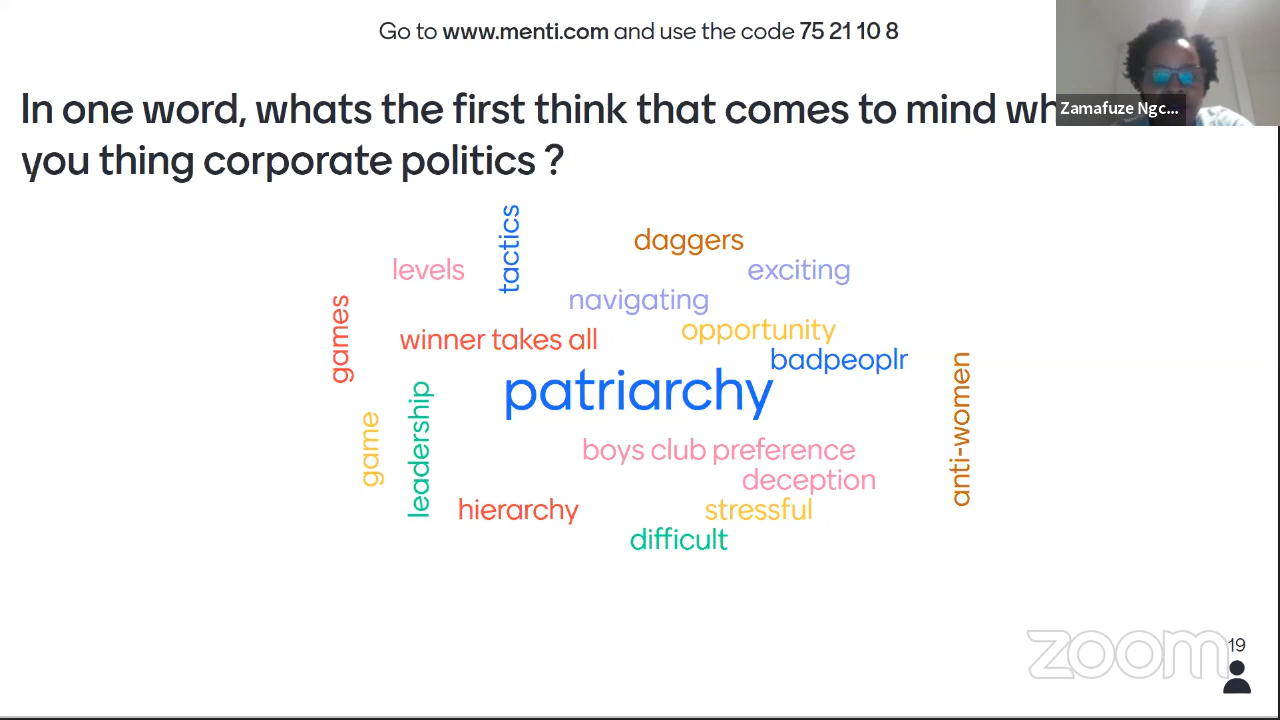 Go to www.menti.com and use the code 75 21 10 8
Zamafuze Ngc...
In one word, whats the first think that comes to mind wh
you thing corporate politics ?
tactics
daggers
levels
exciting
navigating
games
opportunity
winner takes all
badpeoplr
patriarchy
anti-women
leadership
game
boys club preference
deception
hierarchy
stressful
difficult
zoom
19